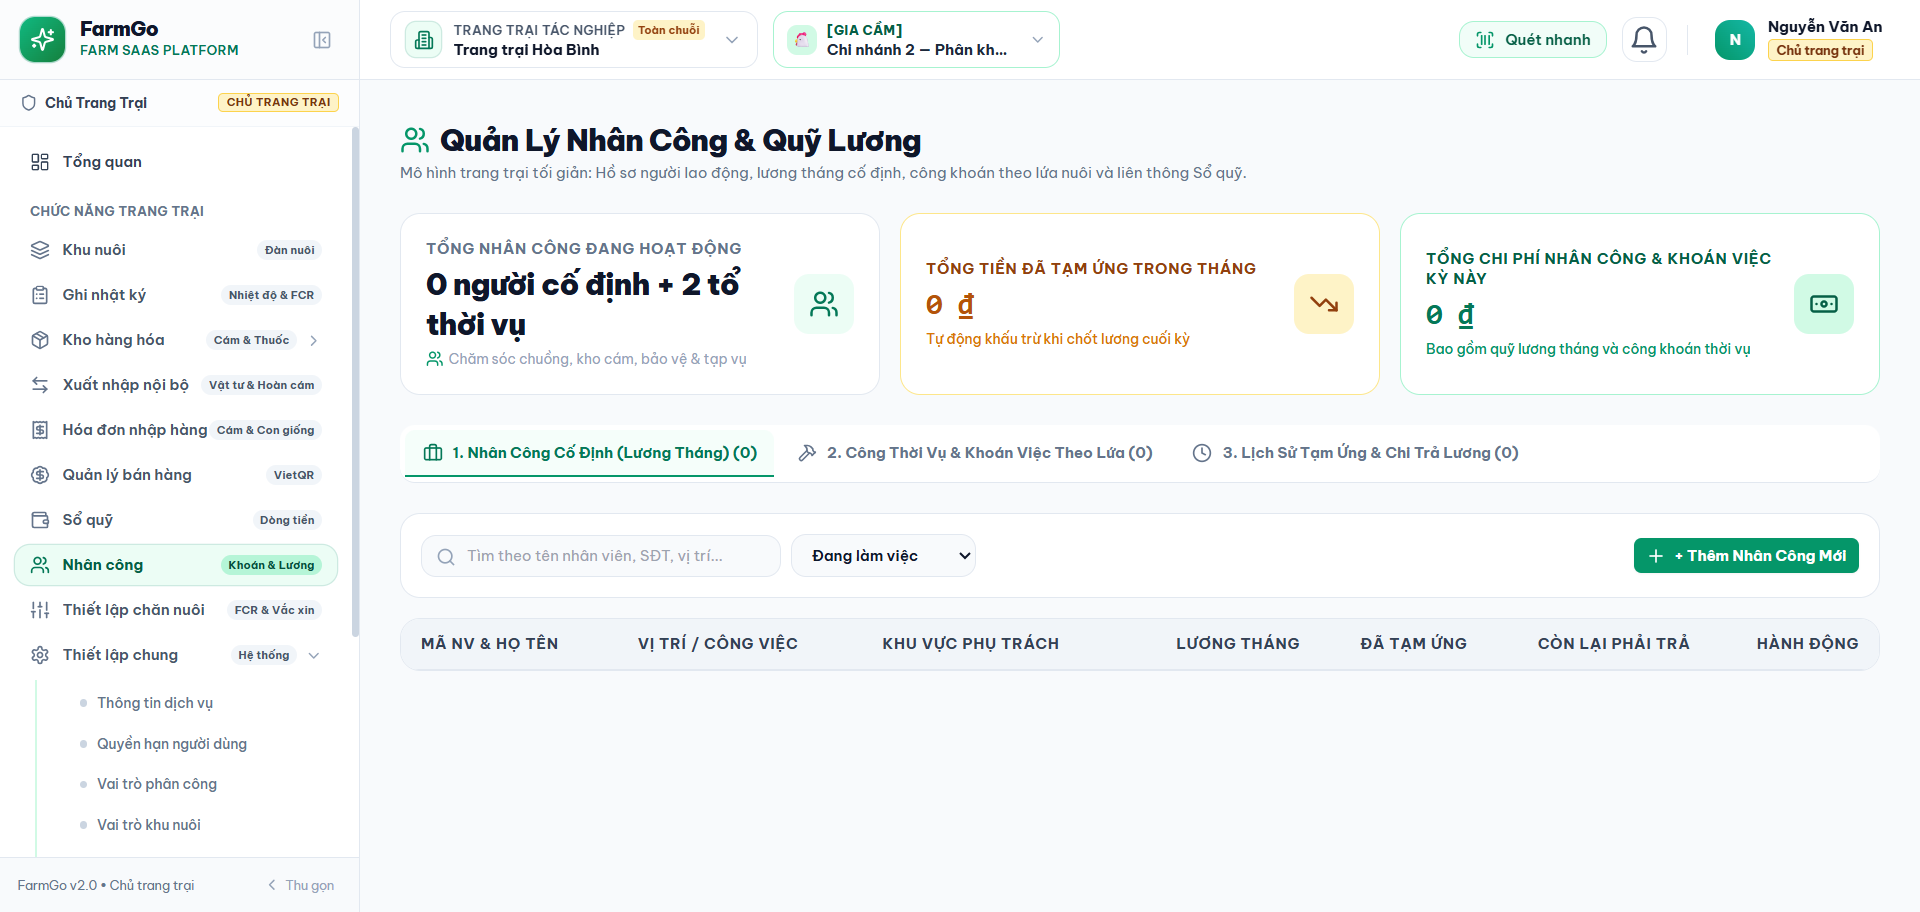 FarmGo
FARM SAAS PLATFORM
TRANG TRẠI TÁC NGHIỆP Toàn chuỗi
Trang trại Hòa Bình
[GIA CẦM]
Chi nhánh 2 — Phân kh...
Quét nhanh
N
Nguyễn Văn An
Chủ trang trại
Chủ Trang Trại CHỦ TRANG TRẠI
Tổng quan
CHỨC NĂNG TRANG TRẠI
Khu nuôi Đàn nuôi
Ghi nhật ký Nhiệt độ & FCR
Kho hàng hóa Cám & Thuốc
Xuất nhập nội bộ Vật tư & Hoàn cám
Hóa đơn nhập hàng Cám & Con giống
Quản lý bán hàng VietQR
Sổ quỹ Dòng tiền
Nhân công Khoán & Lương
Thiết lập chăn nuôi FCR & Vắc xin
Thiết lập chung Hệ thống
Thông tin dịch vụ
Quyền hạn người dùng
Vai trò phân công
Vai trò khu nuôi
FarmGo v2.0 • Chủ trang trại Thu gọn
Quản Lý Nhân Công & Quỹ Lương
Mô hình trang trại tối giản: Hồ sơ người lao động, lương tháng cố định, công khoán theo lứa nuôi và liên thông Sổ quỹ.
TỔNG NHÂN CÔNG ĐANG HOẠT ĐỘNG
0 người cố định + 2 tổ
thời vụ
Chăm sóc chuồng, kho cám, bảo vệ & tạp vụ
TỔNG TIỀN ĐÃ TẠM ỨNG TRONG THÁNG
0 ₫
Tự động khấu trừ khi chốt lương cuối kỳ
TỔNG CHI PHÍ NHÂN CÔNG & KHOÁN VIỆC
KỲ NÀY
0 ₫
Bao gồm quỹ lương tháng và công khoán thời vụ
1. Nhân Công Cố Định (Lương Tháng) (0)
2. Công Thời Vụ & Khoán Việc Theo Lứa (0)
3. Lịch Sử Tạm Ứng & Chi Trả Lương (0)
Tìm theo tên nhân viên, SĐT, vị trí...
Đang làm việc
+ Thêm Nhân Công Mới
MÃ NV & HỌ TÊN VỊ TRÍ / CÔNG VIỆC KHU VỰC PHỤ TRÁCH LƯƠNG THÁNG ĐÃ TẠM ỨNG CÒN LẠI PHẢI TRẢ HÀNH ĐỘNG